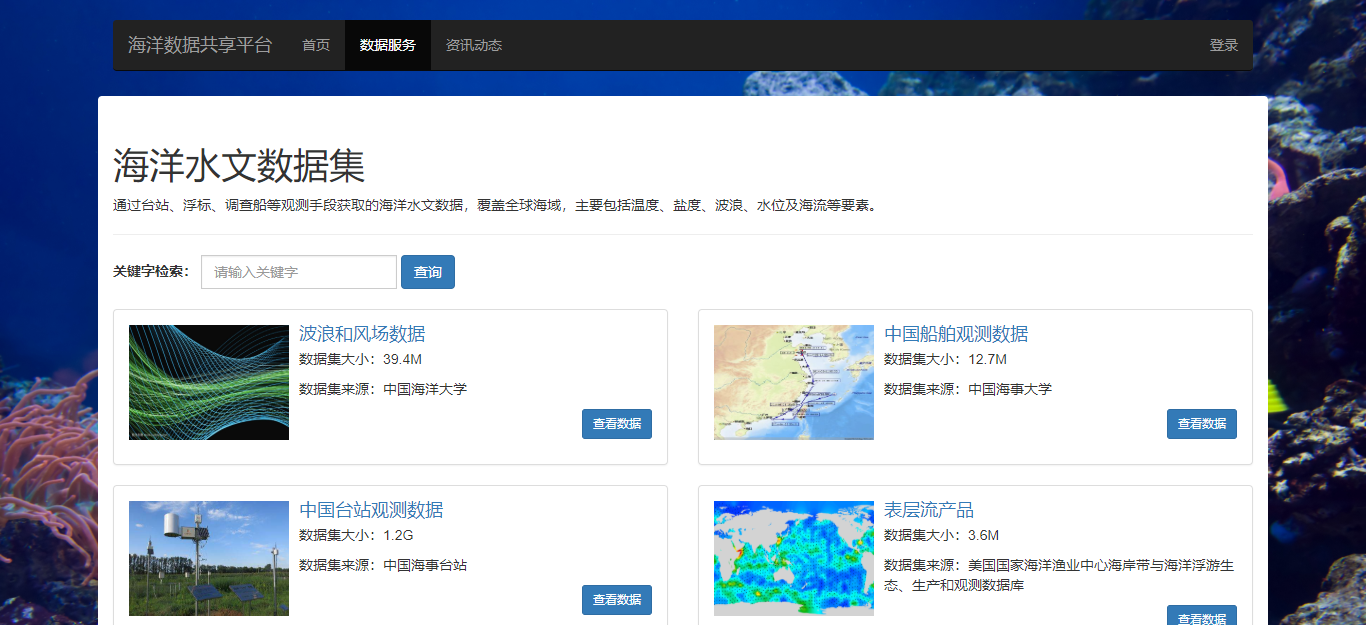 海洋数据共享平台 首页 数据服务 资讯动态 登录
海洋水文数据集
通过台站、浮标、调查船等观测手段获取的海洋水文数据，覆盖全球海域，主要包括温度、盐度、波浪、水位及海流等要素。
关键字检索： 请输入关键字 查询
波浪和风场数据
数据集大小：39.4M
数据集来源：中国海洋大学
查看数据
中国船舶观测数据
数据集大小：12.7M
数据集来源：中国海事大学
查看数据
中国台站观测数据
数据集大小：1.2G
数据集来源：中国海事台站
查看数据
表层流产品
数据集大小：3.6M
数据集来源：美国国家海洋渔业中心海岸带与海洋浮游生
态、生产和观测数据库
查看数据